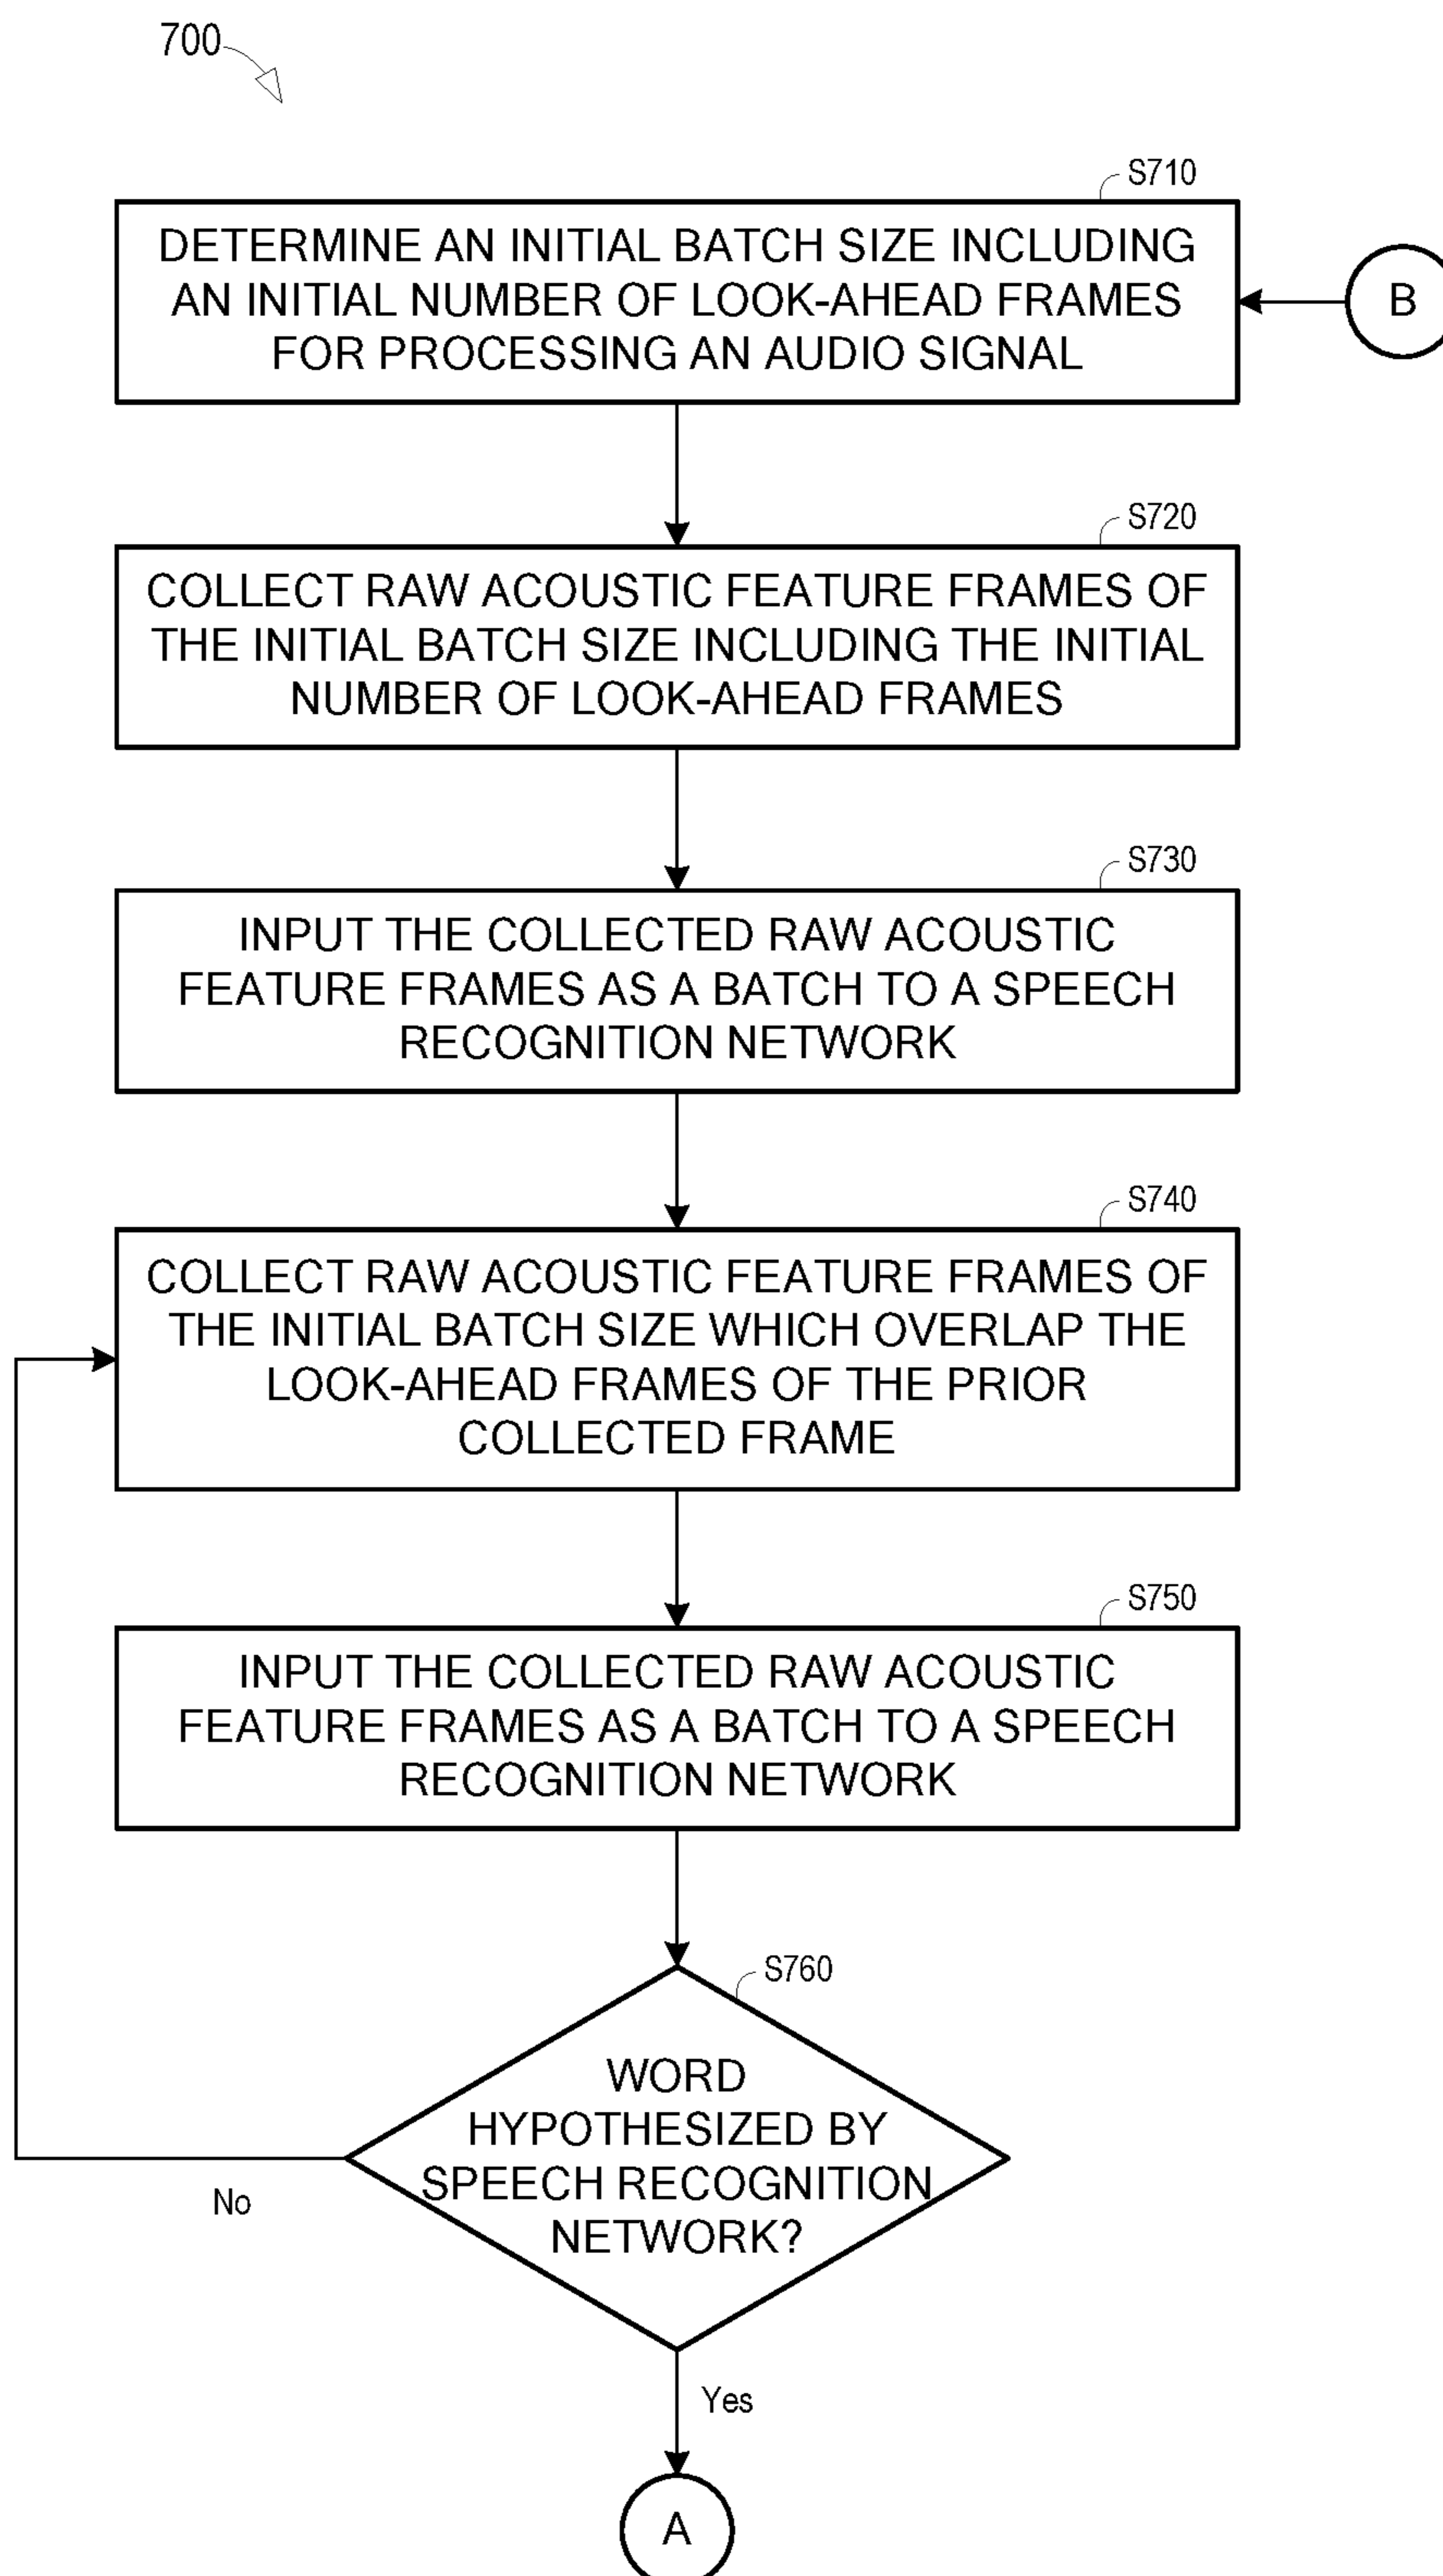 700
S710
DETERMINE AN INITIAL BATCH SIZE INCLUDING
AN INITIAL NUMBER OF LOOK-AHEAD FRAMES
FOR PROCESSING AN AUDIO SIGNAL
B
S720
COLLECT RAW ACOUSTIC FEATURE FRAMES OF
THE INITIAL BATCH SIZE INCLUDING THE INITIAL
NUMBER OF LOOK-AHEAD FRAMES
S730
INPUT THE COLLECTED RAW ACOUSTIC
FEATURE FRAMES AS A BATCH TO A SPEECH
RECOGNITION NETWORK
S740
COLLECT RAW ACOUSTIC FEATURE FRAMES OF
THE INITIAL BATCH SIZE WHICH OVERLAP THE
LOOK-AHEAD FRAMES OF THE PRIOR
COLLECTED FRAME
S750
INPUT THE COLLECTED RAW ACOUSTIC
FEATURE FRAMES AS A BATCH TO A SPEECH
RECOGNITION NETWORK
S760
WORD
HYPOTHESIZED BY
SPEECH RECOGNITION
NETWORK?
No
Yes
A